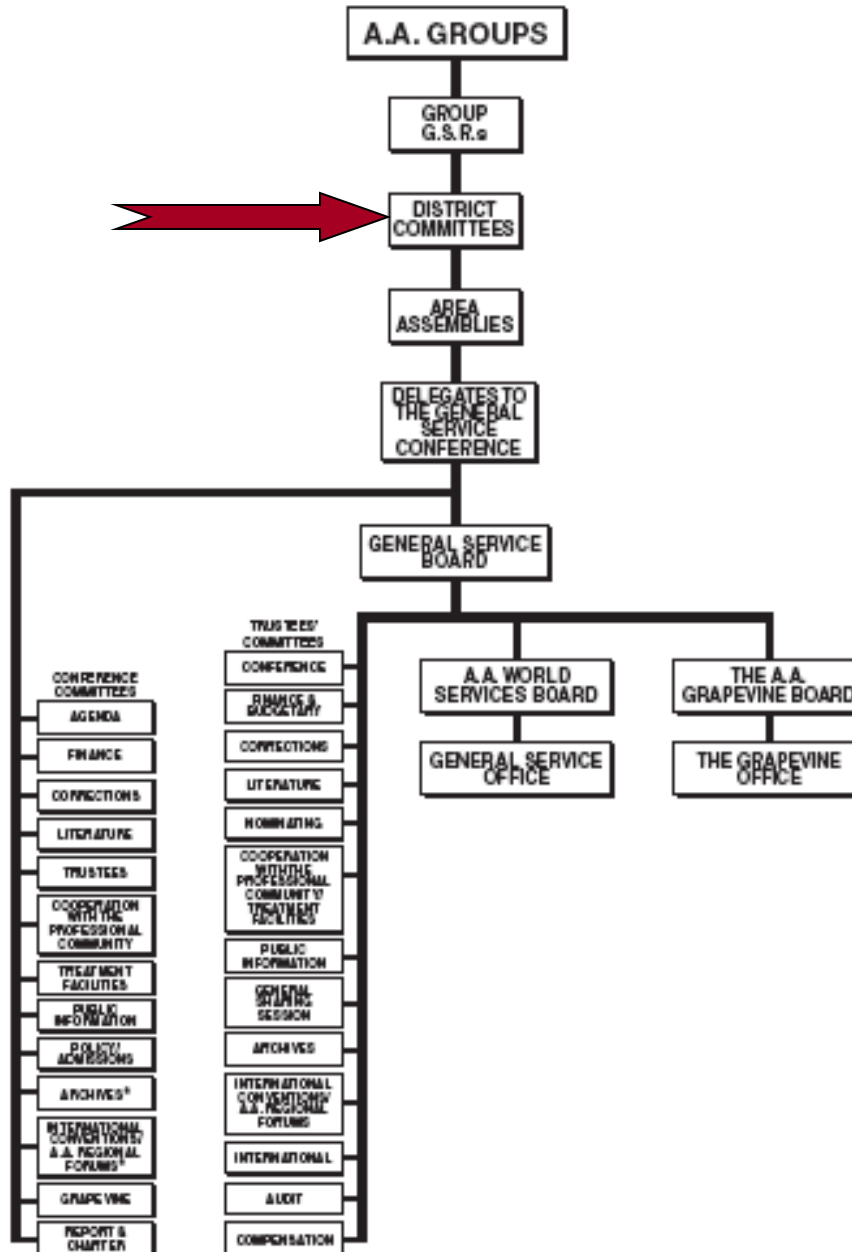 A.A. GROUPS
GROUP
G.S.R.s
DISTRICT
COMMITTEES
AREA
ASSEMBLIES
DELEGATES TO
THE GENERAL
SERVICE
CONFERENCE
GENERAL SERVICE
BOARD
CONFERENCE
COMMITTEES
AGENDA
FINANCE
CORRECTIONS
LITERATURE
TRUSTEES
COOPERATION
WITH THE
PROFESSIONAL
COMMUNITY
TREATMENT
FACILITIES
PUBLIC
INFORMATION
POLICY/
ADMISSIONS
ARCHIVES*
INTERNATIONAL
CONVENTIONS/
A.A. REGIONAL
FORUMS*
GRAPEVINE
REPORT &
CHARTER
TRUSTEES'
COMMITTEES
CONFERENCE
FINANCE &
BUDGETARY
CORRECTIONS
LITERATURE
NOMINATING
COOPERATION
WITH THE
PROFESSIONAL
COMMUNITY/
TREATMENT
FACILITIES
PUBLIC
INFORMATION
GENERAL
SHARING
SESSION
ARCHIVES
INTERNATIONAL
CONVENTIONS/
A.A. REGIONAL
FORUMS
INTERNATIONAL
AUDIT
COMPENSATION
A.A. WORLD
SERVICES BOARD
GENERAL SERVICE
OFFICE
THE A.A.
GRAPEVINE BOARD
THE GRAPEVINE
OFFICE